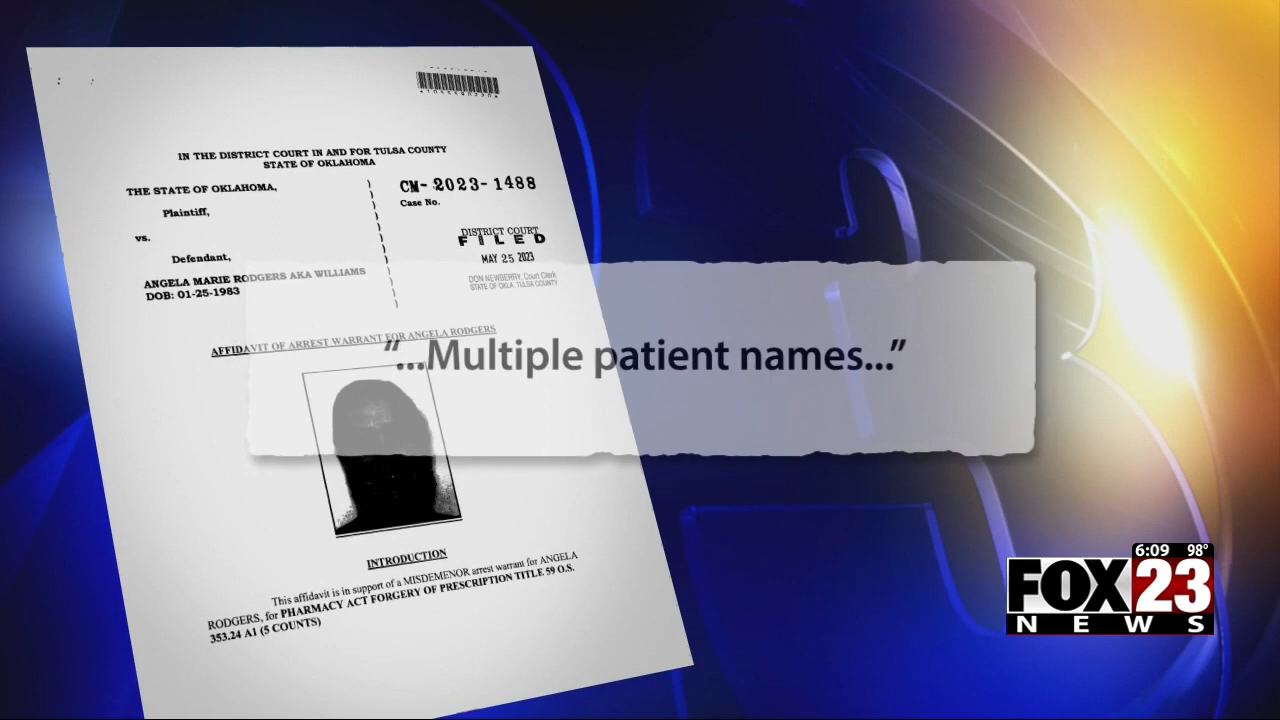 IN THE DISTRICT COURT IN AND FOR TULSA COUNTY
STATE OF OKLAHOMA
THE STATE OF OKLAHOMA,
Plaintiff,
vs.
Defendant,
ANGELA MARIE RODGERS AKA WILLIAMS
DOB: 01-25-1983
CM-2023-1488
Case No.
DISTRICT COURT
FILED
MAY 25 2023
DON NEWBERRY, Court Clerk
STATE OF OKLA. TULSA COUNTY
AFFIDAVIT OF ARREST WARRANT FOR ANGELA RODGERS
“...Multiple patient names...”
INTRODUCTION
This affidavit is in support of a MISDEMENOR arrest warrant for ANGELA
RODGERS, for PHARMACY ACT FORGERY OF PRESCRIPTION TITLE 59 O.S.
353.24 A1 (5 COUNTS)
6:09 98°
FOX 23
NEWS